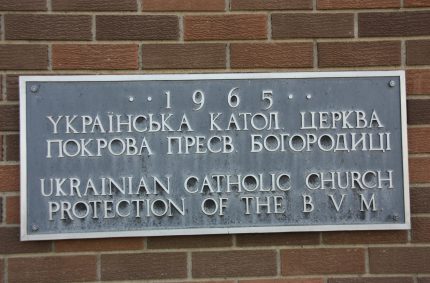 ··1965··
УКРАЇНСЬКА КАТОЛ. ЦЕРКВА
ПОКРОВА ПРЕСВ. БОГОРОДИЦІ
UKRAINIAN CATHOLIC CHURCH
PROTECTION OF THE B.V.M.